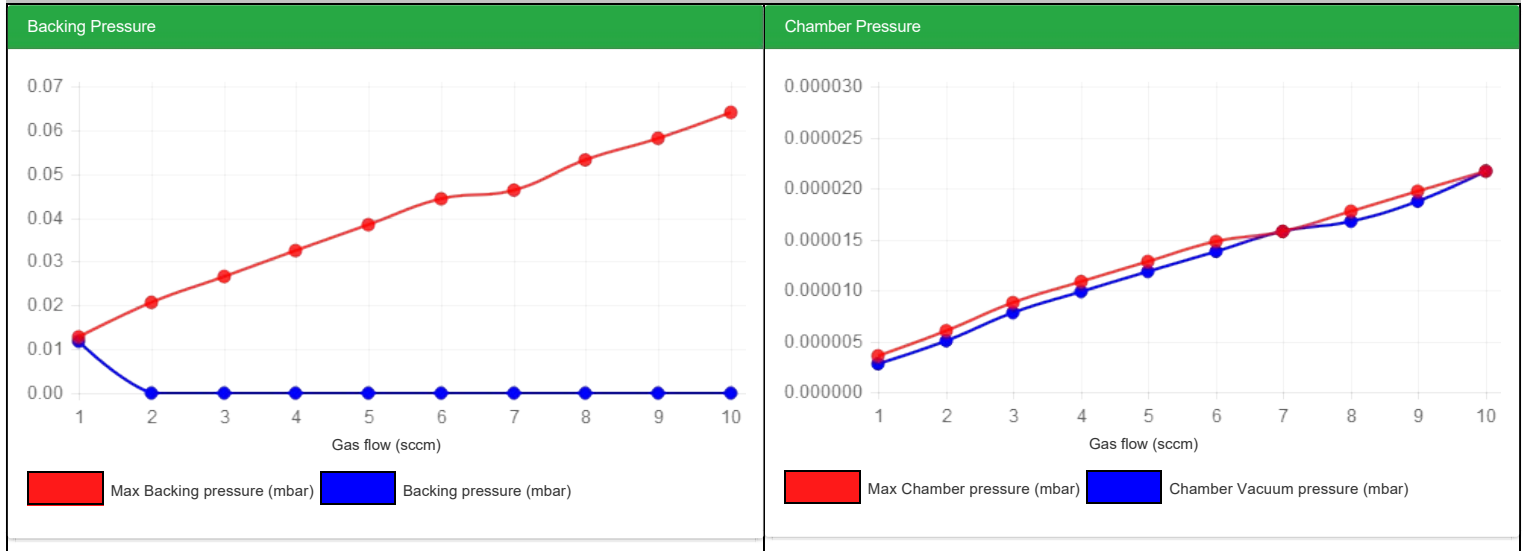 Backing Pressure
0.07
0.06
0.05
0.04
0.03
0.02
0.01
0.00
1 2 3 4 5 6 7 8 9 10
Gas flow (sccm)
Max Backing pressure (mbar) Backing pressure (mbar)
Chamber Pressure
0.000030
0.000025
0.000020
0.000015
0.000010
0.000005
0.000000
1 2 3 4 5 6 7 8 9 10
Gas flow (sccm)
Max Chamber pressure (mbar) Chamber Vacuum pressure (mbar)